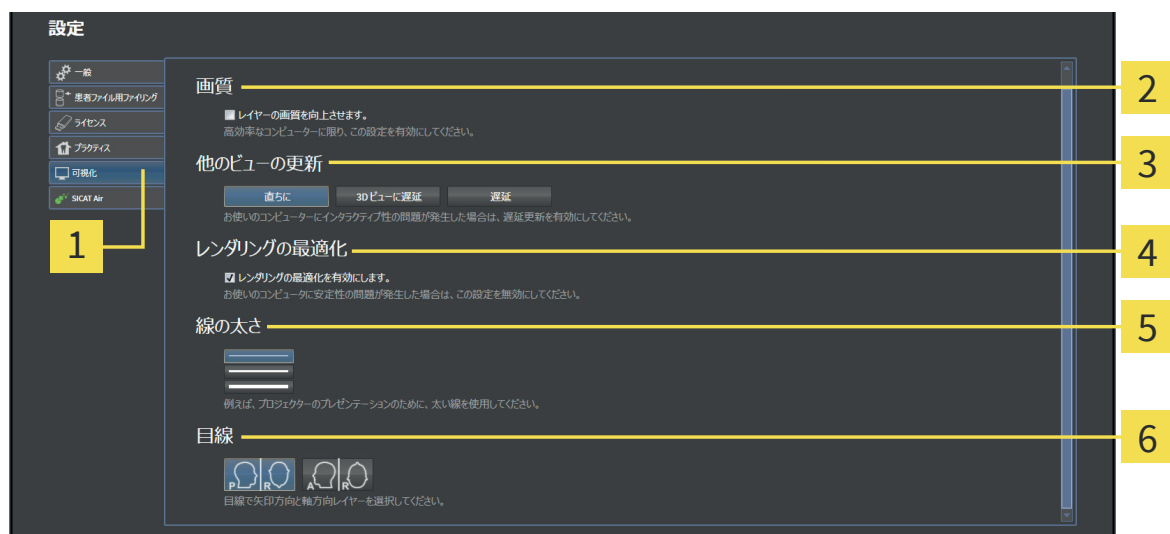 設定
一般
患者ファイル用ファイリング
ライセンス
プラクティス
可視化
SICAT Air
1
画質
レイヤーの画質を向上させます。
高効率なコンピューターに限り、この設定を有効にしてください。
他のビューの更新
直ちに 3Dビューに遅延 遅延
お使いのコンピューターにインタラクティブ性の問題が発生した場合は、遅延更新を有効にしてください。
レンダリングの最適化
レンダリングの最適化を有効にします。
お使いのコンピュータに安定性の問題が発生した場合は、この設定を無効にしてください。
線の太さ
例えば、プロジェクターのプレゼンテーションのために、太い線を使用してください。
目線
P R A R
目線で矢印方向と軸方向レイヤーを選択してください。
2
3
4
5
6